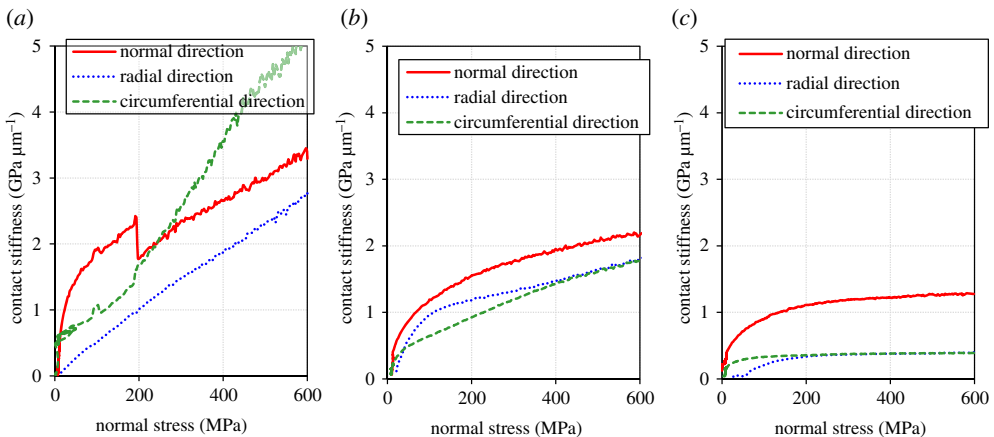 (a)
5
4
3
2
1
0
0
200
400
600
contact stiffness (GPa μm⁻¹)
normal stress (MPa)
normal direction
radial direction
circumferential direction
(b)
5
4
3
2
1
0
0
200
400
600
contact stiffness (GPa μm⁻¹)
normal stress (MPa)
normal direction
radial direction
circumferential direction
(c)
5
4
3
2
1
0
0
200
400
600
contact stiffness (GPa μm⁻¹)
normal stress (MPa)
normal direction
radial direction
circumferential direction